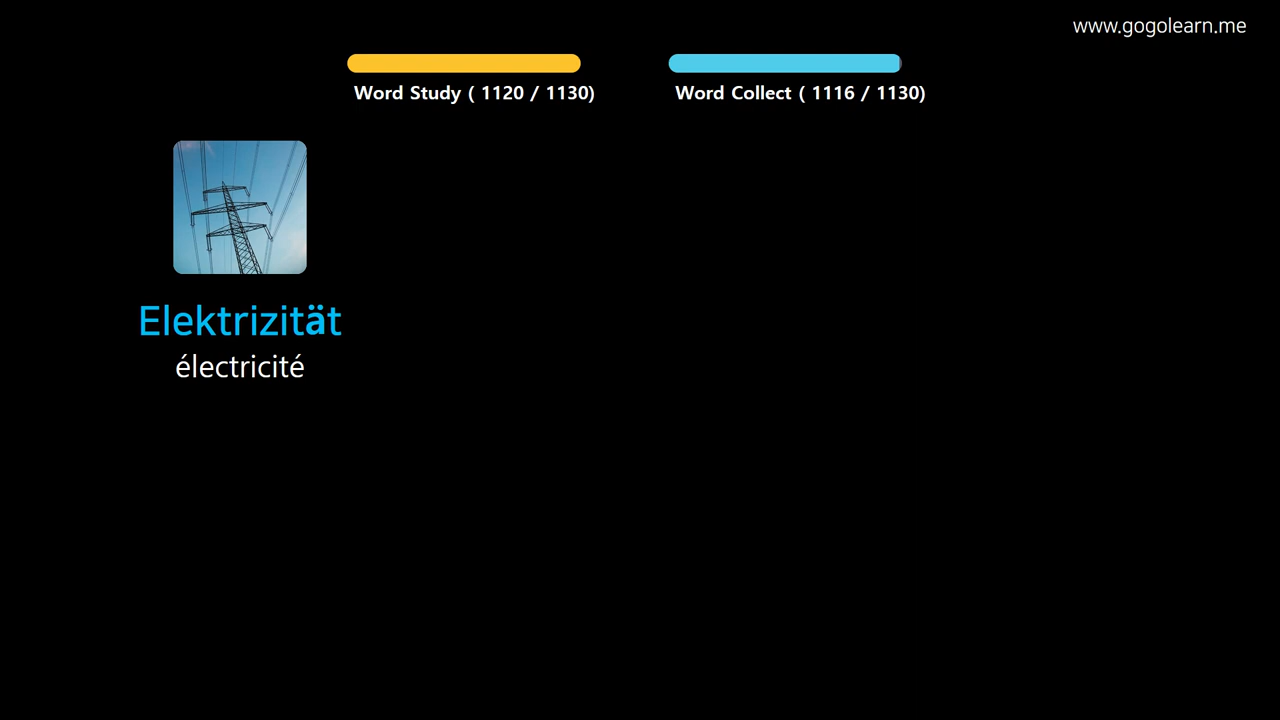 www.gogolearn.me
Word Study ( 1120 / 1130)
Word Collect ( 1116 / 1130)
Elektrizität
électricité